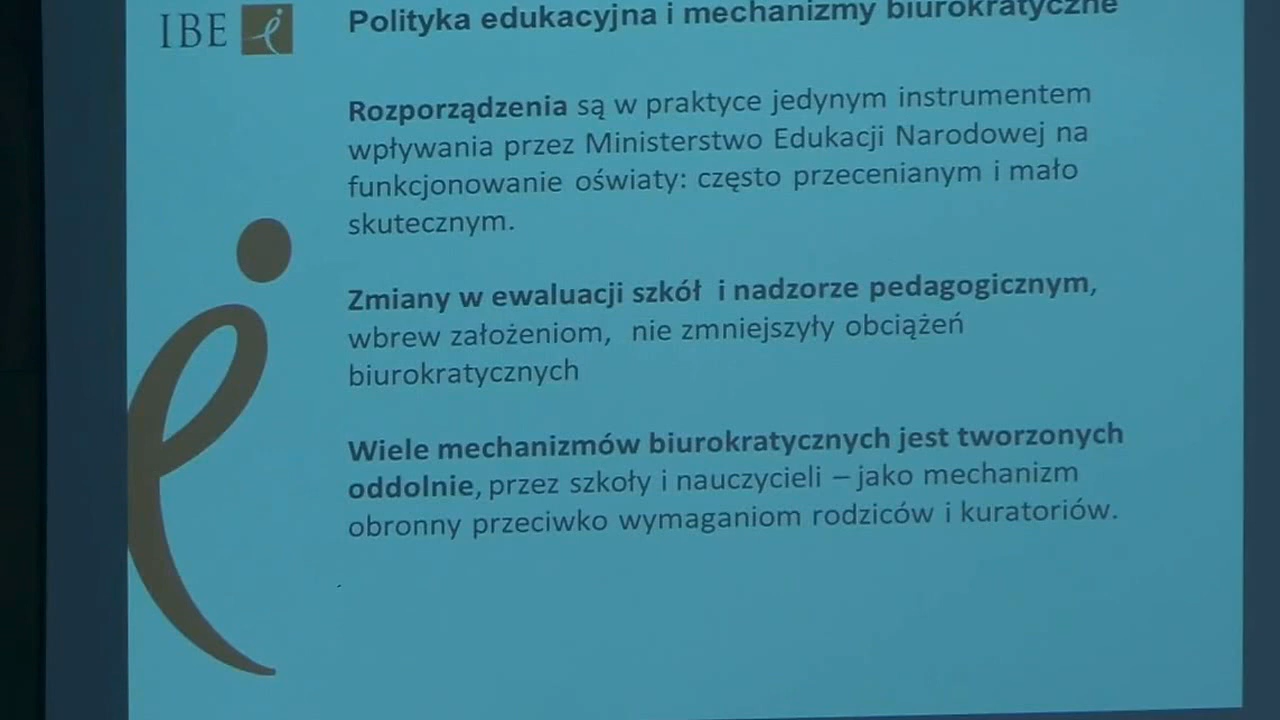 IBE
Polityka edukacyjna i mechanizmy biurokratyczne
Rozporządzenia są w praktyce jedynym instrumentem
wpływania przez Ministerstwo Edukacji Narodowej na
funkcjonowanie oświaty: często przecenianym i mało
skutecznym.
Zmiany w ewaluacji szkół i nadzorze pedagogicznym,
wbrew założeniom, nie zmniejszyły obciążeń
biurokratycznych
Wiele mechanizmów biurokratycznych jest tworzonych
oddolnie, przez szkoły i nauczycieli – jako mechanizm
obronny przeciwko wymaganiom rodziców i kuratoriów.